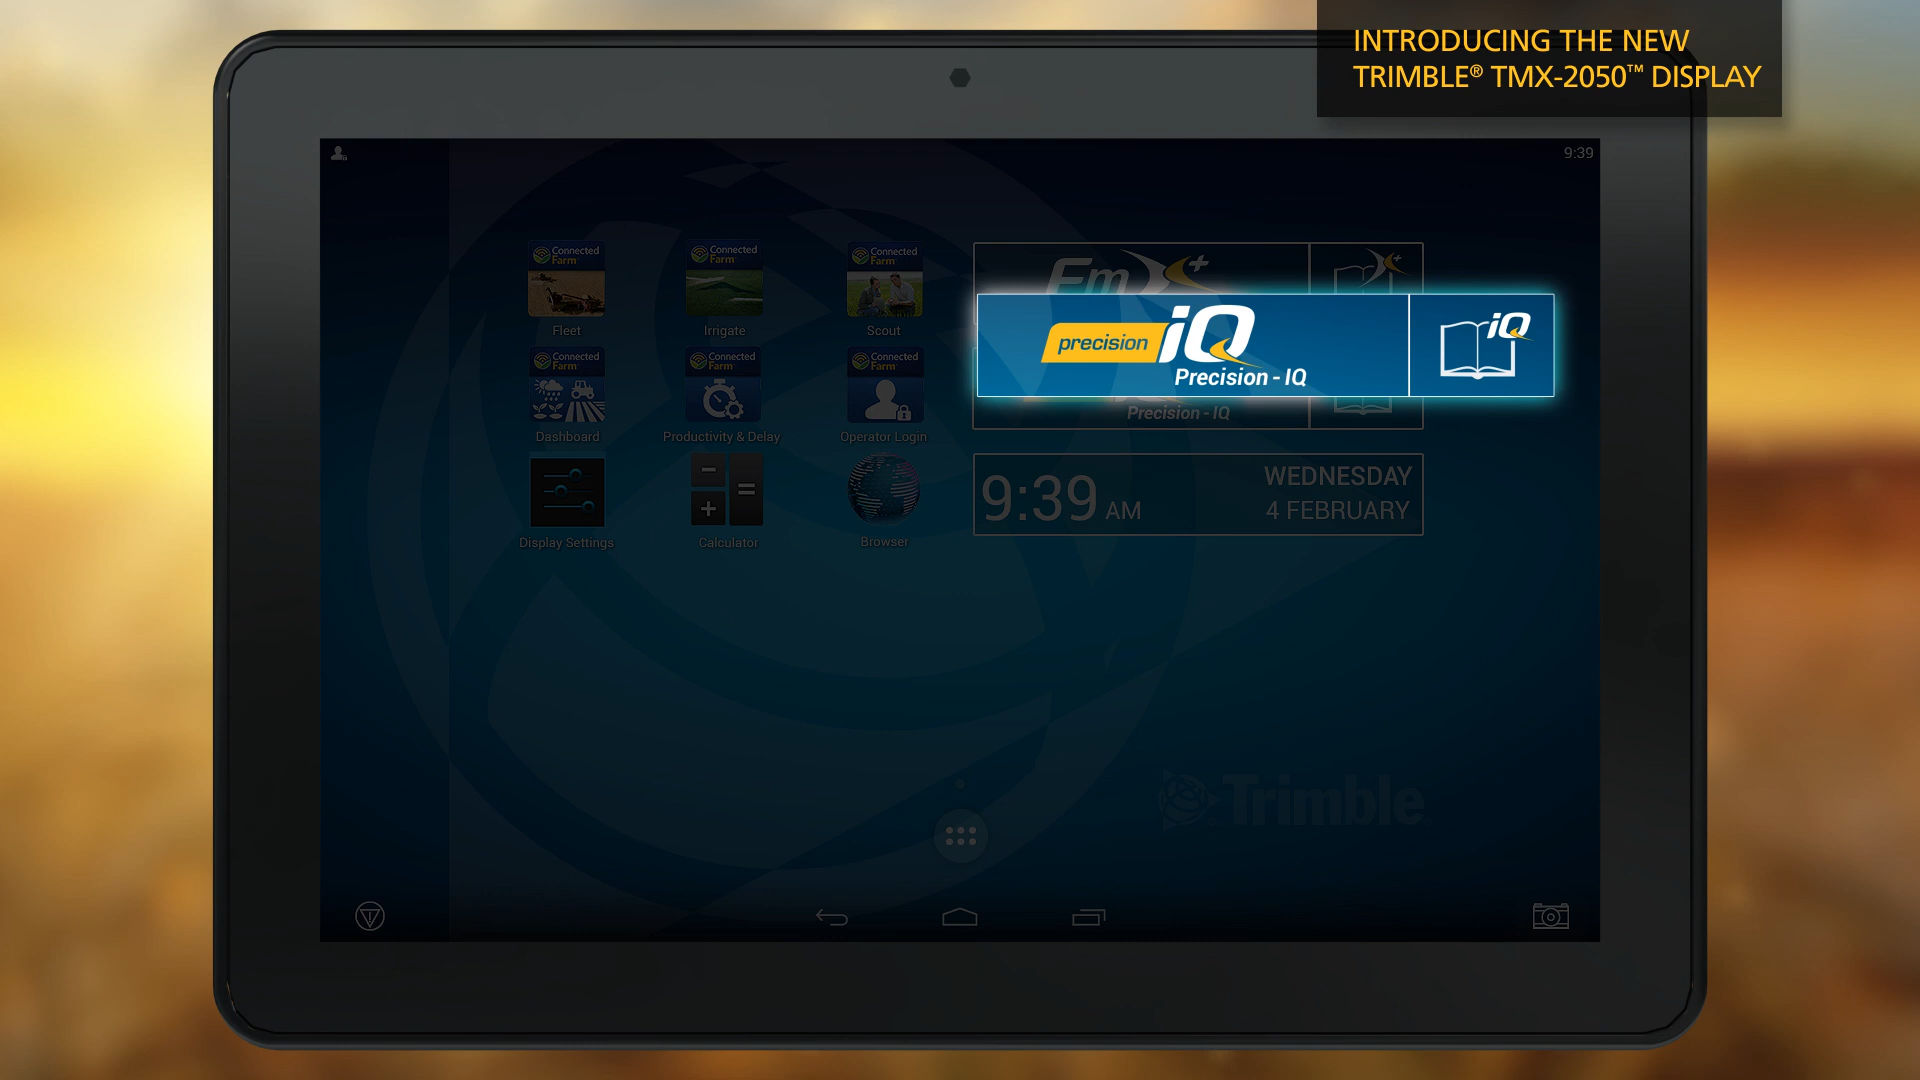 INTRODUCING THE NEW
TRIMBLE® TMX-2050™ DISPLAY
9:39
Connected Farm
Connected Farm
Connected Farm
FmX+
Fleet
Irrigate
Scout
precision iQ
iQ
Precision - IQ
Connected Farm
Connected Farm
Connected Farm
Precision - IQ
Dashboard
Productivity & Delay
Operator Login
9:39 AM
WEDNESDAY
4 FEBRUARY
Display Settings
Calculator
Browser
Trimble